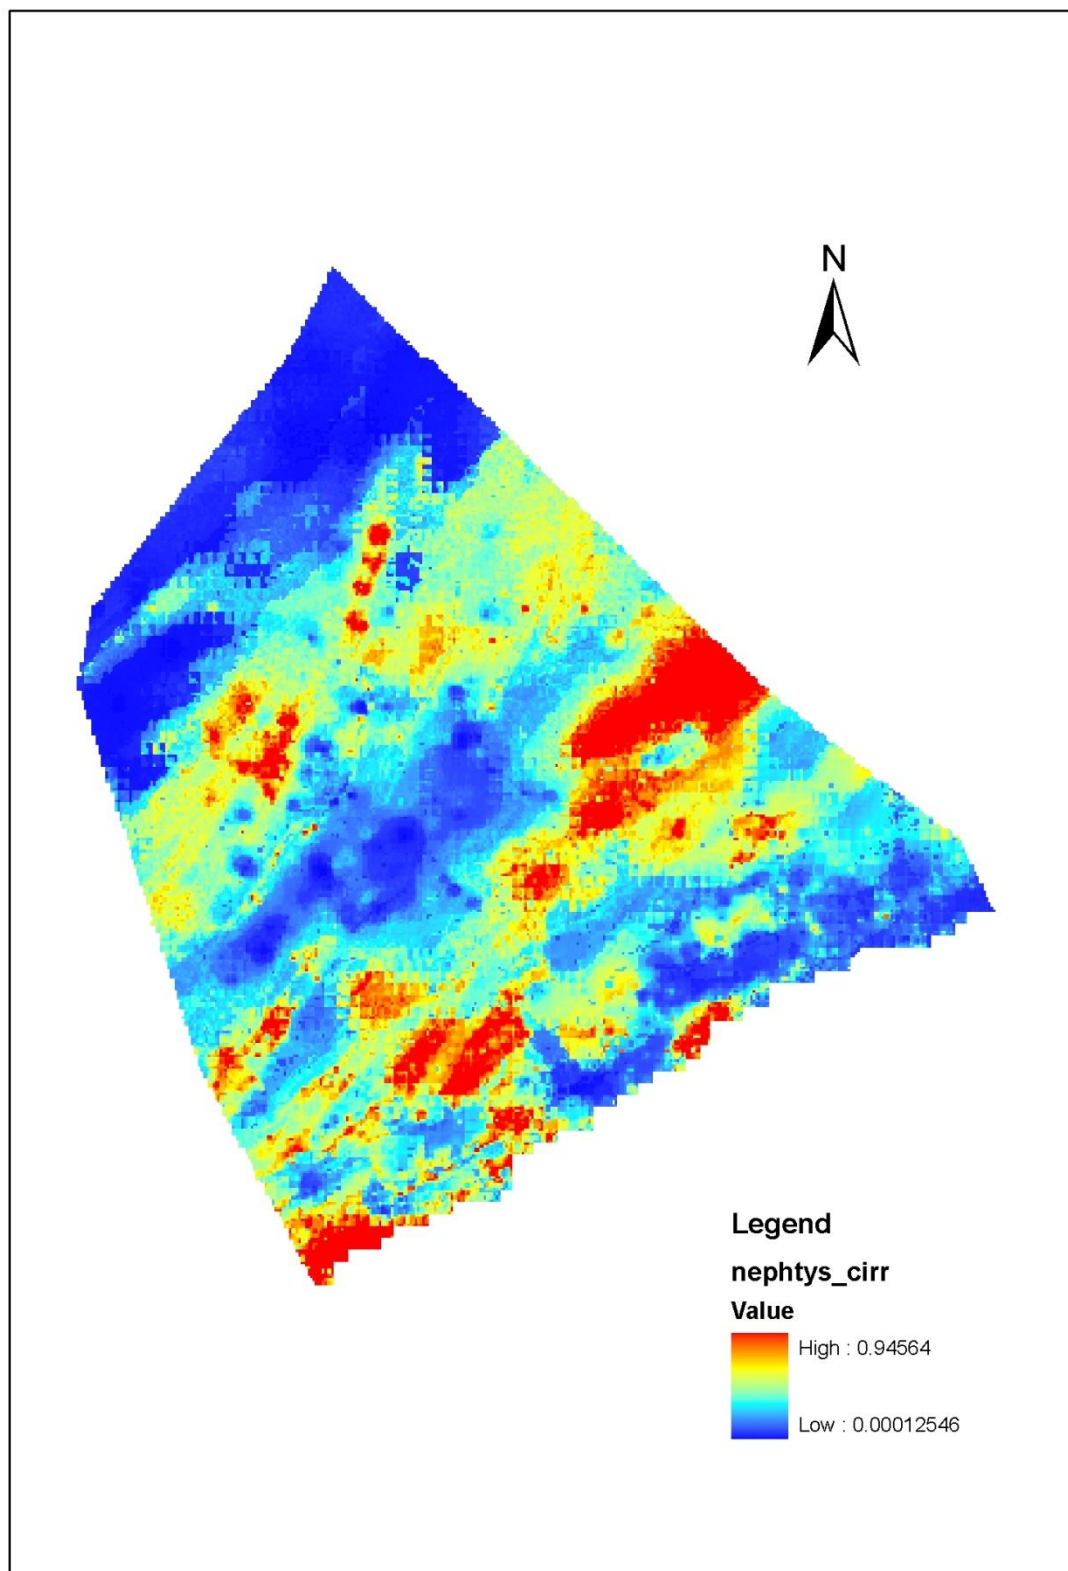 N
Legend
nephtys_cirr
Value
High : 0.94564
Low : 0.00012546